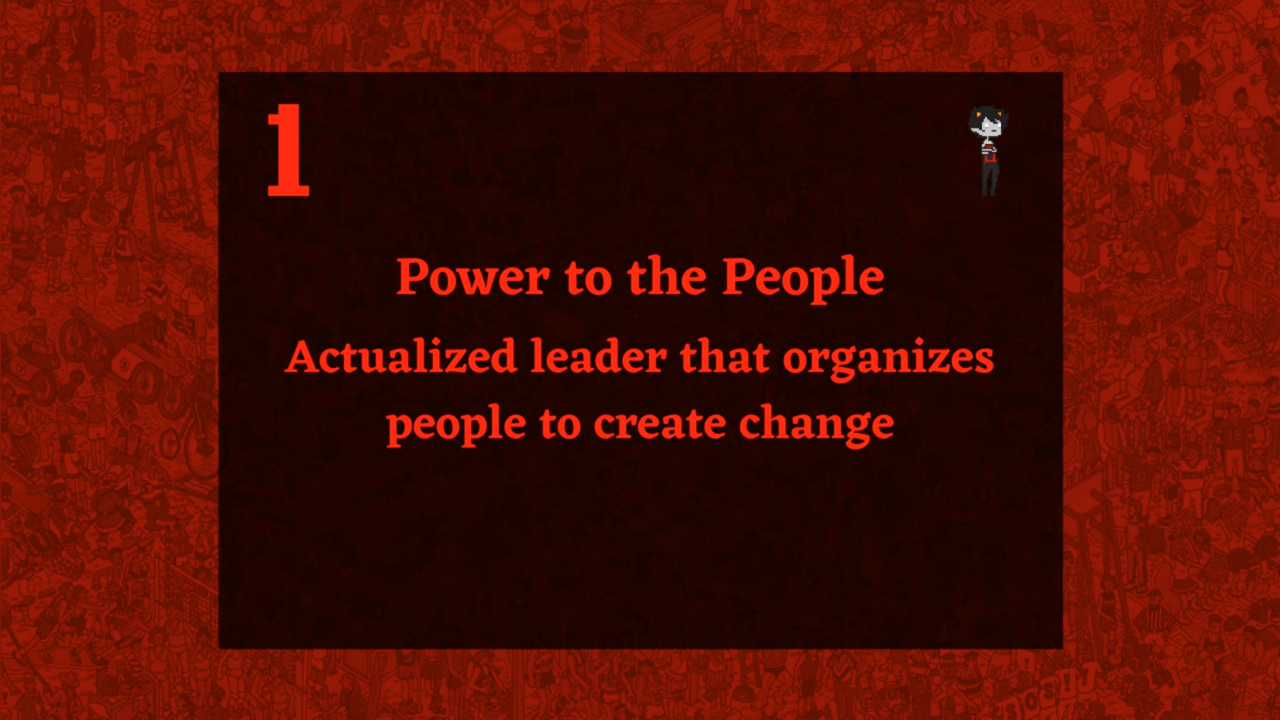 1
Power to the People
Actualized leader that organizes
people to create change